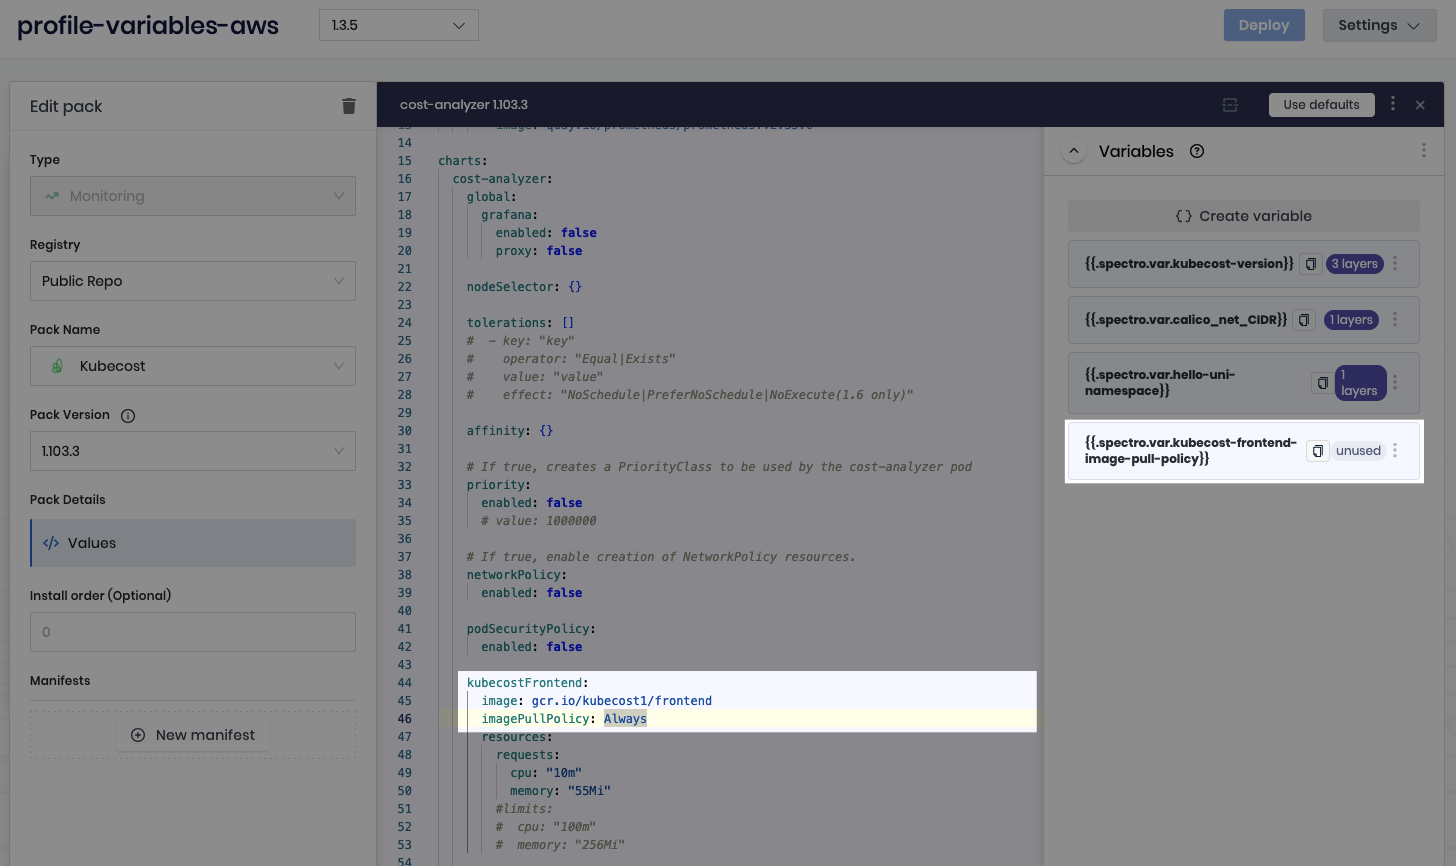 profile-variables-aws
1.3.5
Deploy
Settings
Edit pack
Type
Monitoring
Registry
Public Repo
Pack Name
Kubecost
Pack Version
1.103.3
Pack Details
Values
Install order (Optional)
0
Manifests
New manifest
cost-analyzer 1.103.3
Use defaults
14
15 charts:
16 cost-analyzer:
17 global:
18 grafana:
19 enabled: false
20 proxy: false
21
22 nodeSelector: {}
23
24 tolerations: []
25 # - key: "key"
26 # operator: "Equal|Exists"
27 # value: "value"
28 # effect: "NoSchedule|PreferNoSchedule|NoExecute(1.6 only)"
29
30 affinity: {}
31
32 # If true, creates a PriorityClass to be used by the cost-analyzer pod
33 priority:
34 enabled: false
35 # value: 1000000
36
37 # If true, enable creation of NetworkPolicy resources.
38 networkPolicy:
39 enabled: false
40
41 podSecurityPolicy:
42 enabled: false
43
44 kubecostFrontend:
45 image: gcr.io/kubecost1/frontend
46 imagePullPolicy: Always
47 resources:
48 requests:
49 cpu: "10m"
50 memory: "55Mi"
51 #limits:
52 # cpu: "100m"
53 # memory: "256Mi"
54
Variables
Create variable
{{.spectro.var.kubecost-version}} 3 layers
{{.spectro.var.calico_net_CIDR}} 1 layers
{{.spectro.var.hello-uni-
namespace}}
1
layers
{{.spectro.var.kubecost-frontend-
image-pull-policy}}
unused